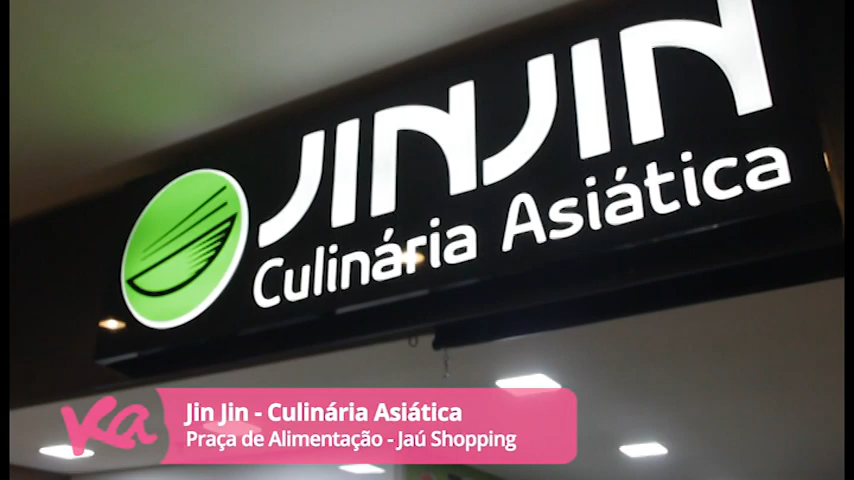 JINJIN
Culinária Asiática
Ka
Jin Jin - Culinária Asiática
Praça de Alimentação - Jaú Shopping